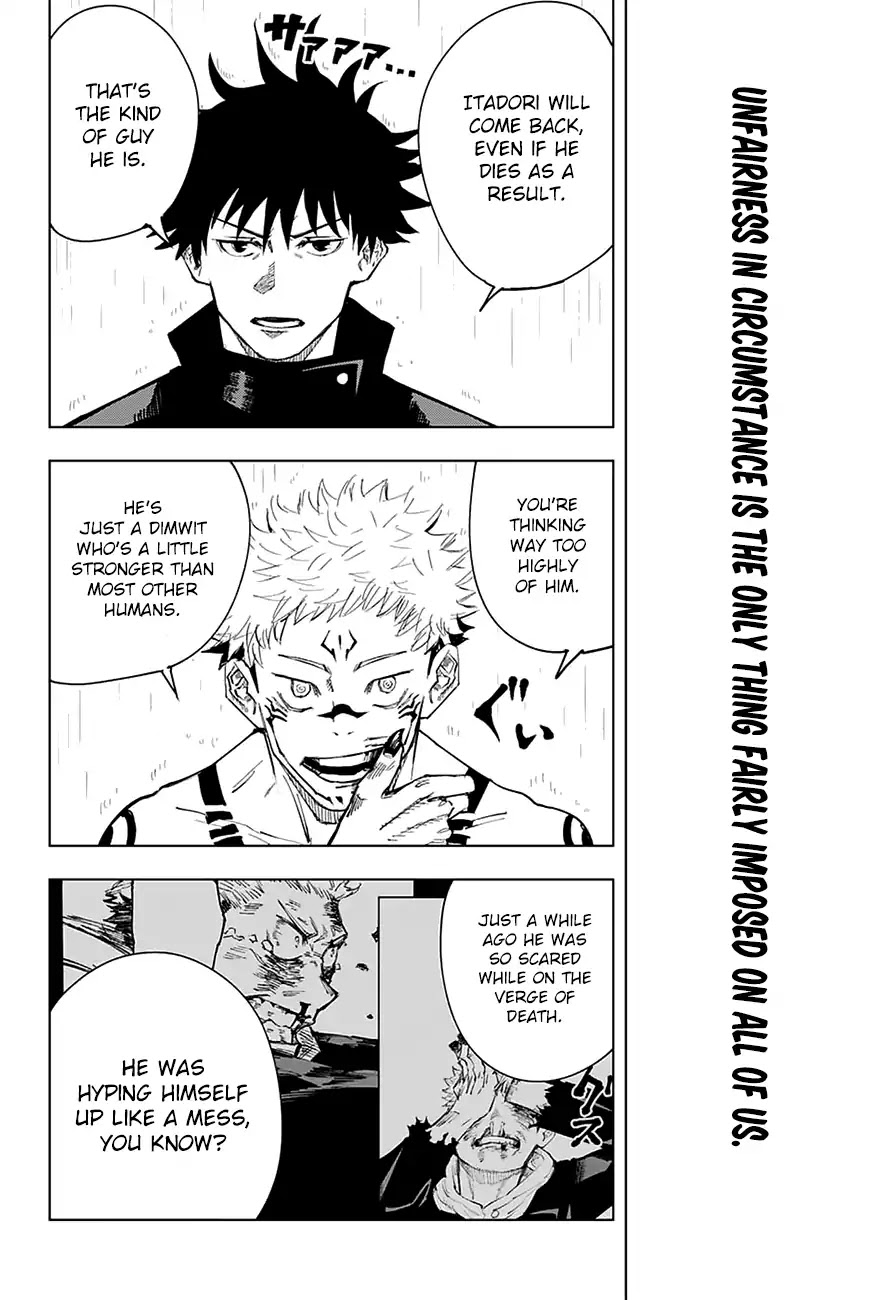 UNFAIRNESS IN CIRCUMSTANCE IS THE ONLY THING FAIRLY IMPOSED ON ALL OF US.
ITADORI WILL
COME BACK,
EVEN IF HE
DIES AS A
RESULT.
サアアア...
THAT'S
THE KIND
OF GUY
HE IS.
YOU'RE
THINKING
WAY TOO
HIGHLY
OF HIM.
ぐい
HE'S
JUST A DIMWIT
WHO'S A LITTLE
STRONGER THAN
MOST OTHER
HUMANS.
JUST A WHILE
AGO HE WAS
SO SCARED
WHILE ON THE
VERGE OF
DEATH.
グス
HE WAS
HYPING HIMSELF
UP LIKE A MESS,
YOU KNOW?